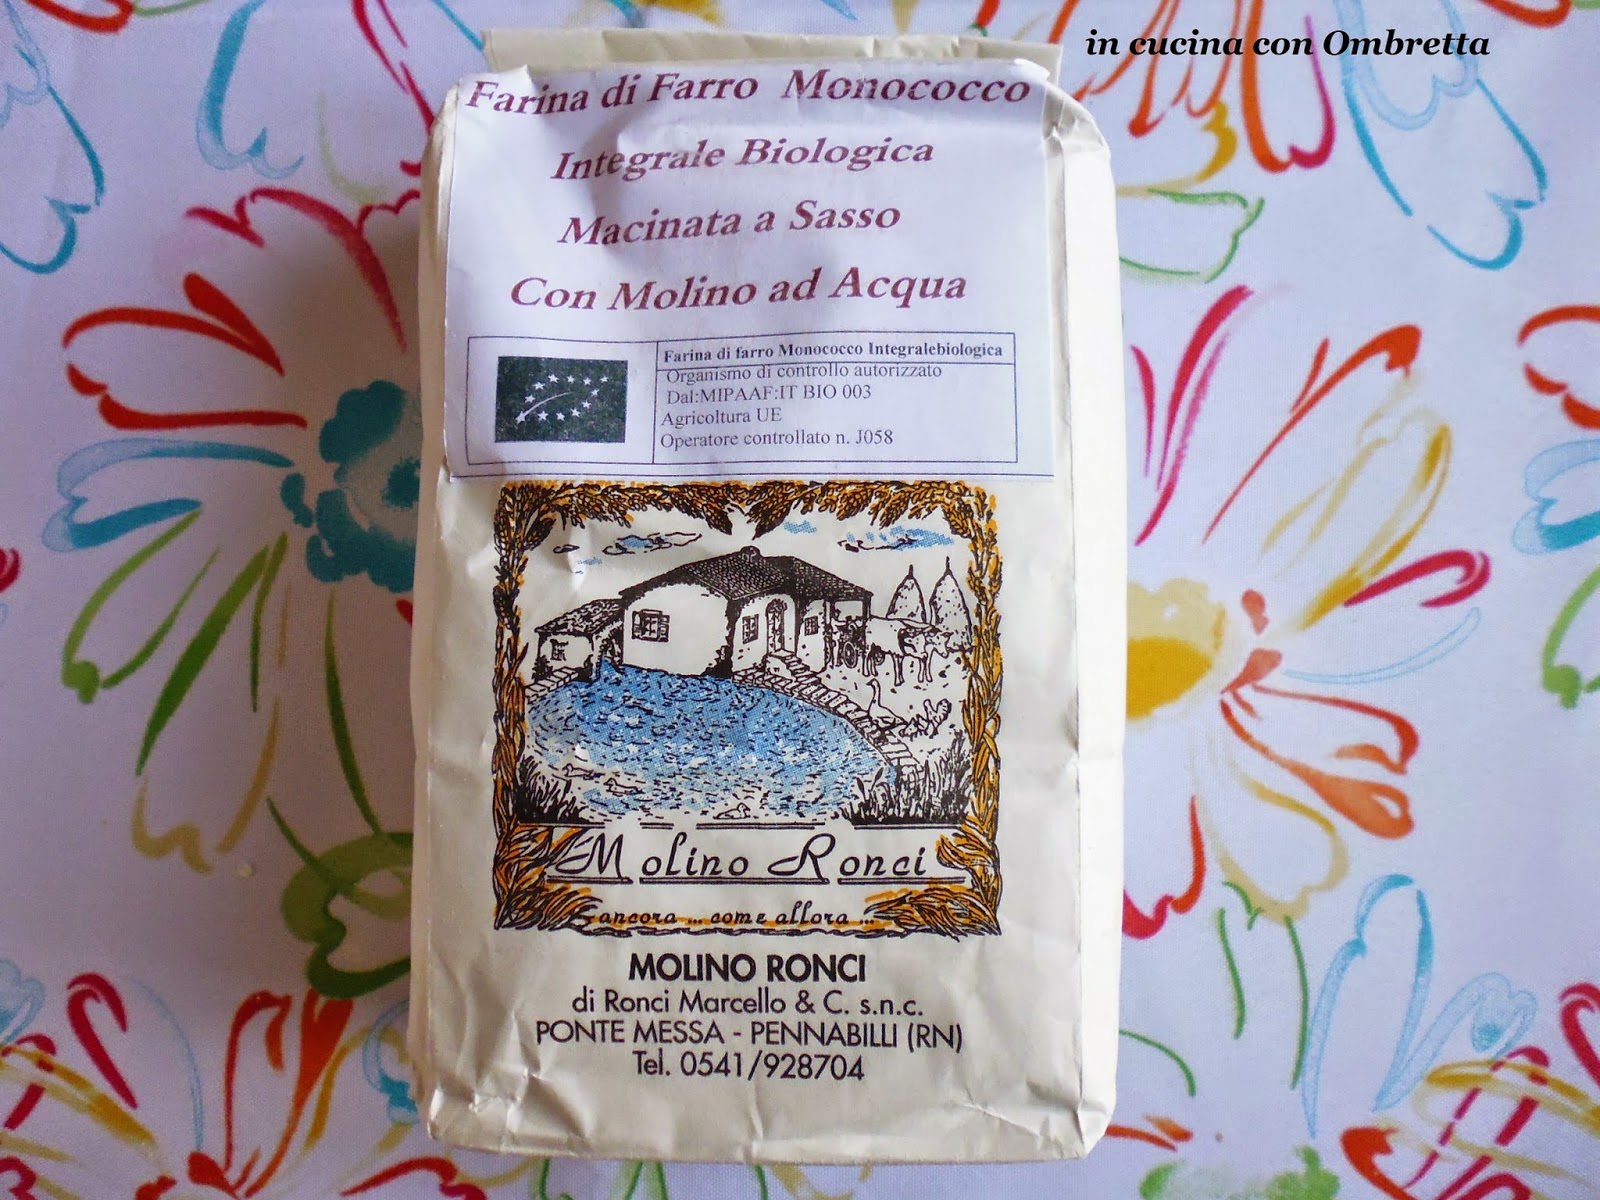 in cucina con Ombretta
Farina di Farro Monococco
Integrale Biologica
Macinata a Sasso
Con Molino ad Acqua
Farina di farro Monococco Integralebiologica
Organismo di controllo autorizzato
Dal:MIPAAF:IT BIO 003
Agricoltura UE
Operatore controllato n. J058
Molino Ronci
ancora ... come allora ...
MOLINO RONCI
di Ronci Marcello & C. s.n.c.
PONTE MESSA - PENNABILLI (RN)
Tel. 0541/928704